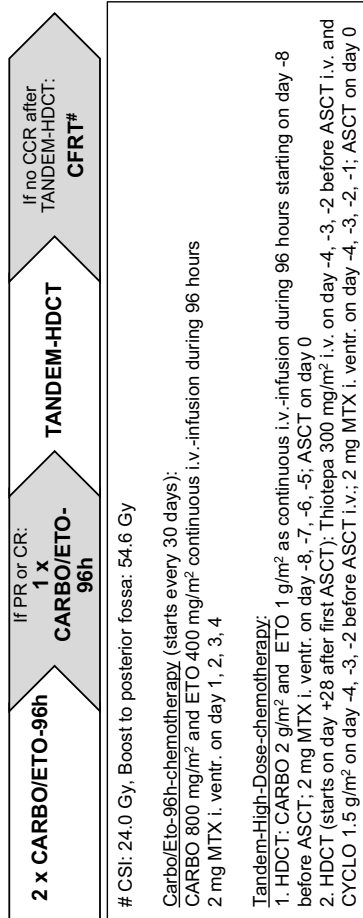 2 x CARBO/ETO-96h
If PR or CR:
1 x
CARBO/ETO-
96h
TANDEM-HDCT
If no CCR after
TANDEM-HDCT:
CFRT#
# CSI: 24.0 Gy, Boost to posterior fossa: 54.6 Gy
Carbo/Eto-96h-chemotherapy (starts every 30 days):
CARBO 800 mg/m² and ETO 400 mg/m² continuous i.v.-infusion during 96 hours
2 mg MTX i. ventr. on day 1, 2, 3, 4
Tandem-High-Dose-chemotherapy:
1. HDCT: CARBO 2 g/m² and ETO 1 g/m² as continuous i.v.-infusion during 96 hours starting on day -8
before ASCT; 2 mg MTX i. ventr. on day -8, -7, -6, -5; ASCT on day 0
2. HDCT (starts on day +28 after first ASCT): Thiotepa 300 mg/m² i.v. on day -4, -3, -2 before ASCT i.v. and
CYCLO 1.5 g/m² on day -4, -3, -2 before ASCT i.v.; 2 mg MTX i. ventr. on day -4, -3, -2, -1; ASCT on day 0